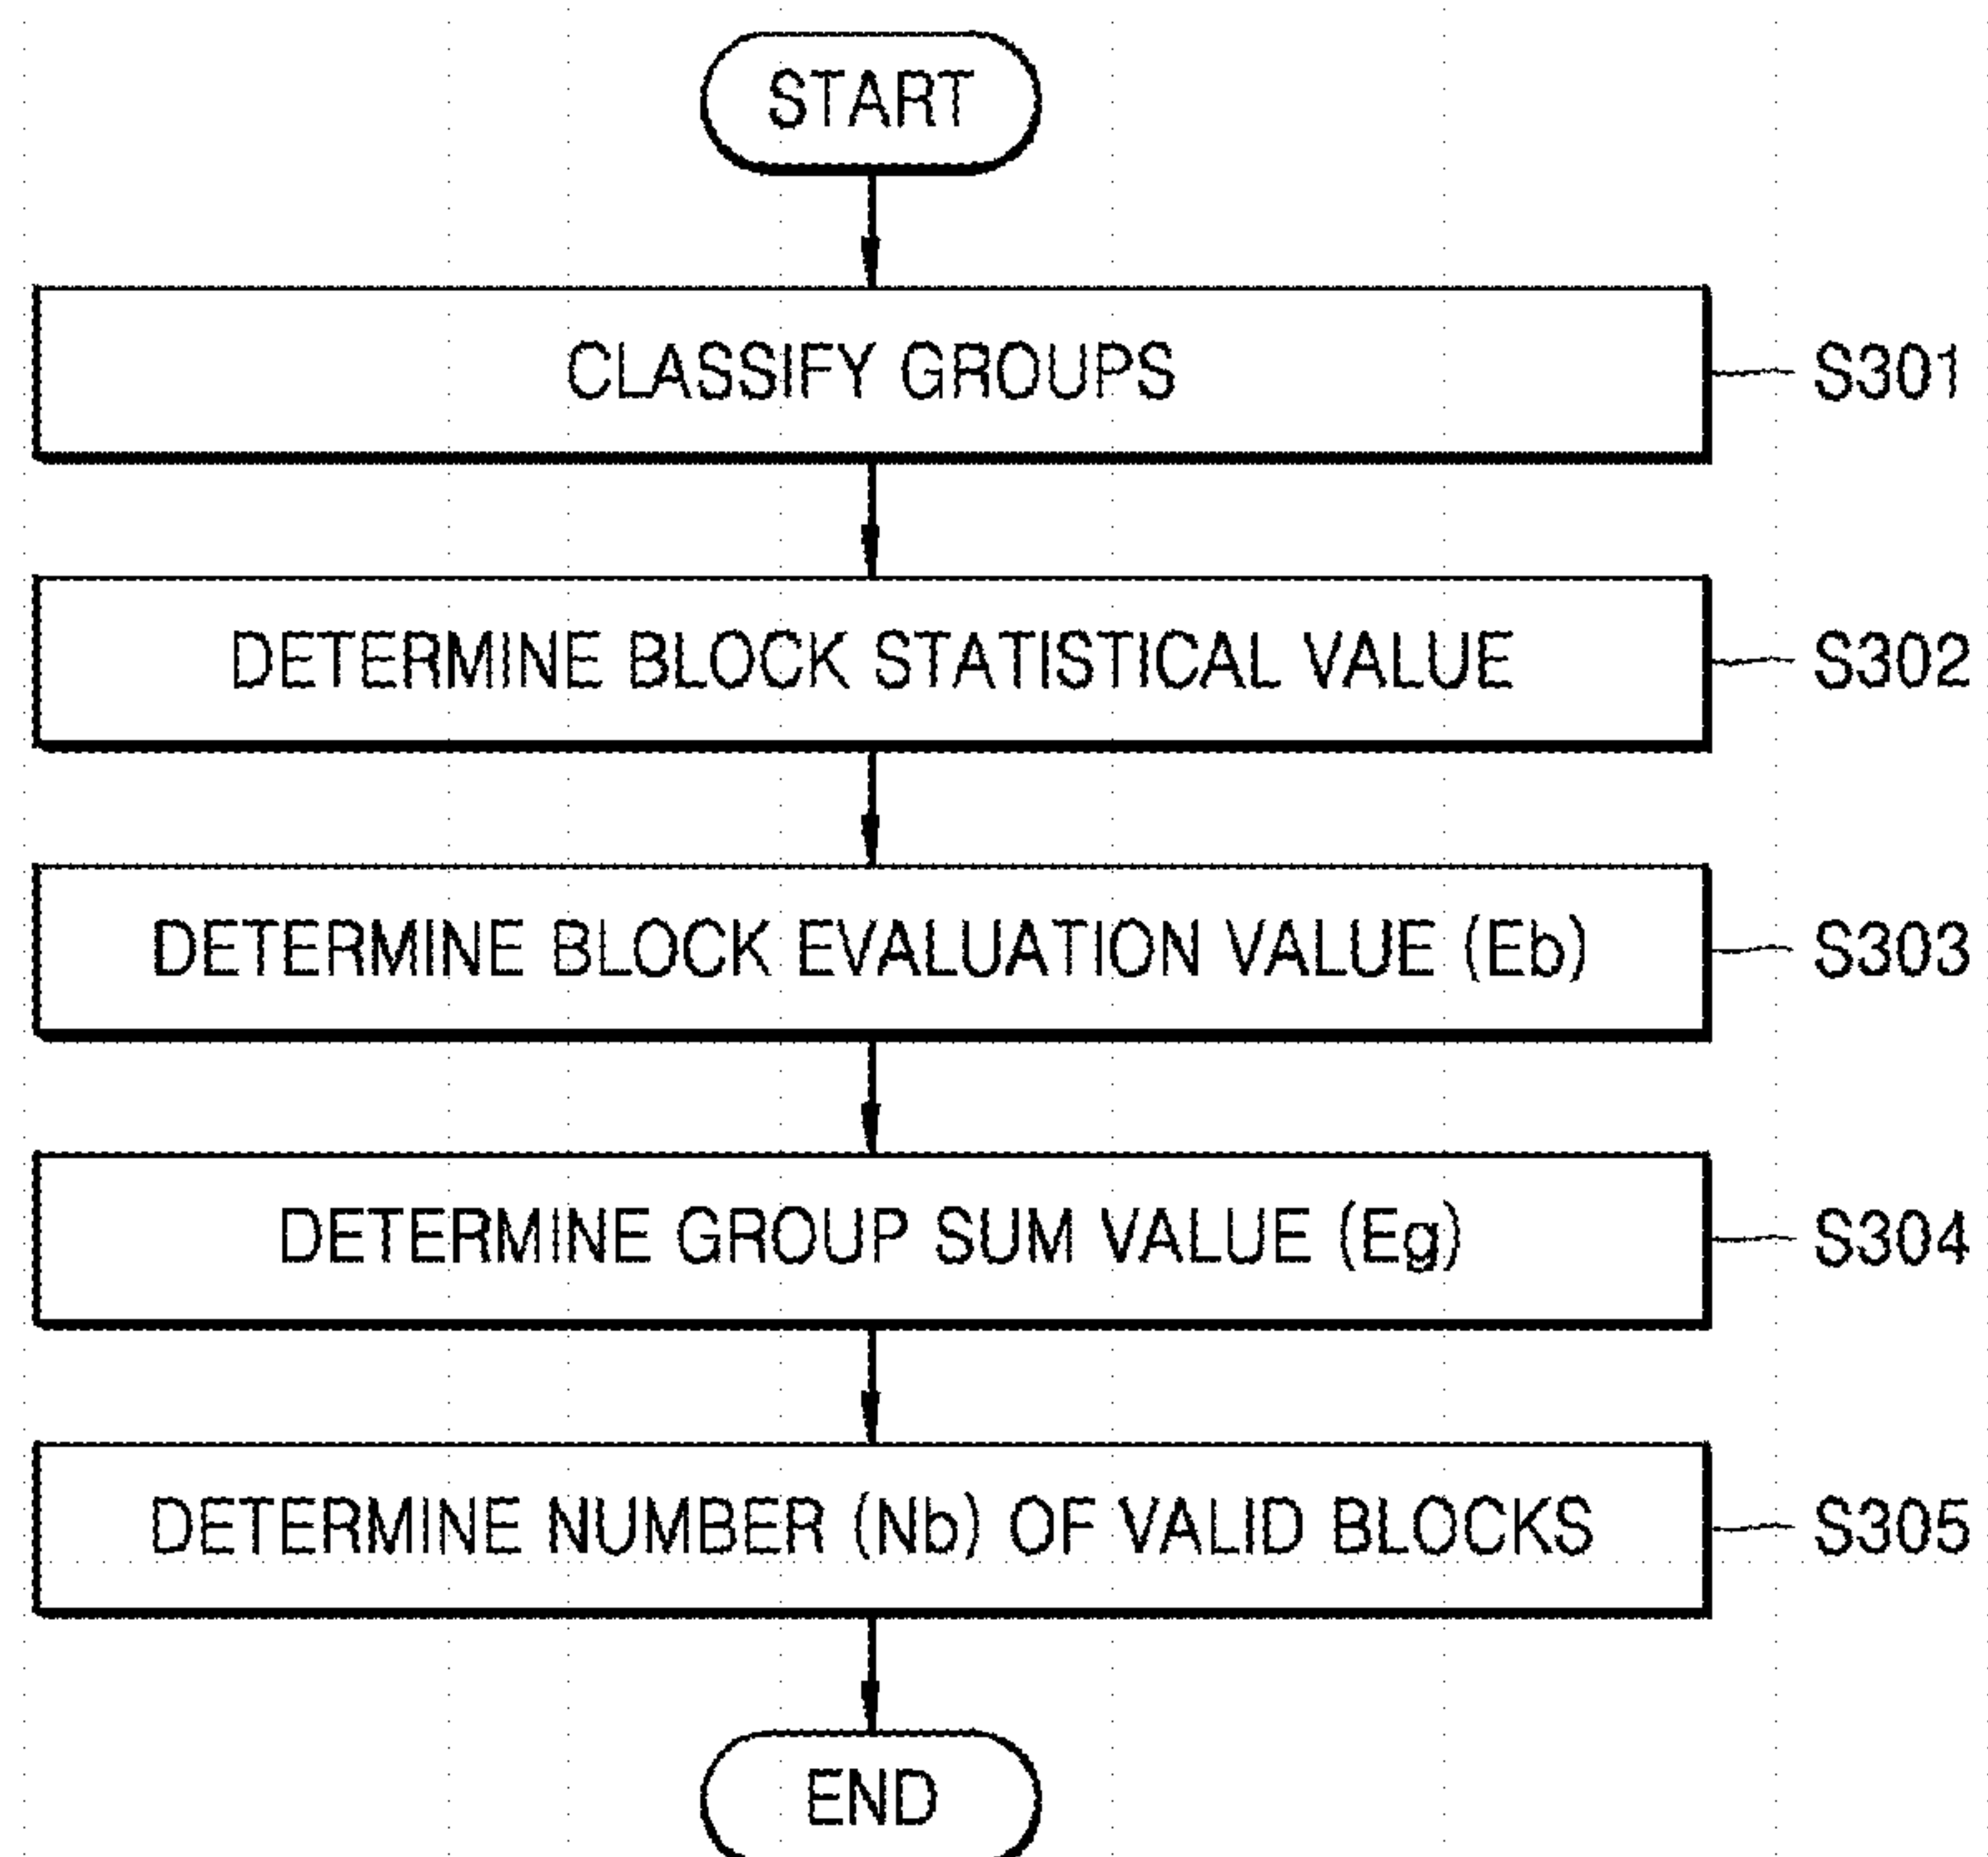 START
CLASSIFY GROUPS
S301
DETERMINE BLOCK STATISTICAL VALUE
S302
DETERMINE BLOCK EVALUATION VALUE (Eb)
S303
DETERMINE GROUP SUM VALUE (Eg)
S304
DETERMINE NUMBER (Nb) OF VALID BLOCKS
S305
END